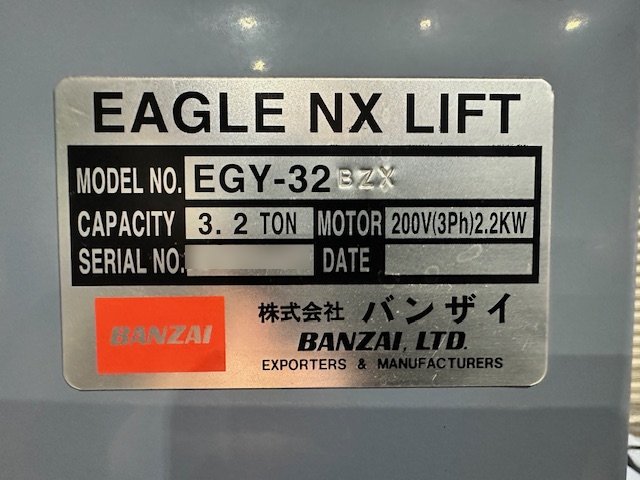 EAGLE NX LIFT
MODEL NO. EGY-32 BZX
CAPACITY 3.2 TON MOTOR 200V(3Ph)2.2KW
SERIAL NO. DATE
BANZAI
株式会社 バンザイ
BANZAI, LTD.
EXPORTERS & MANUFACTURERS